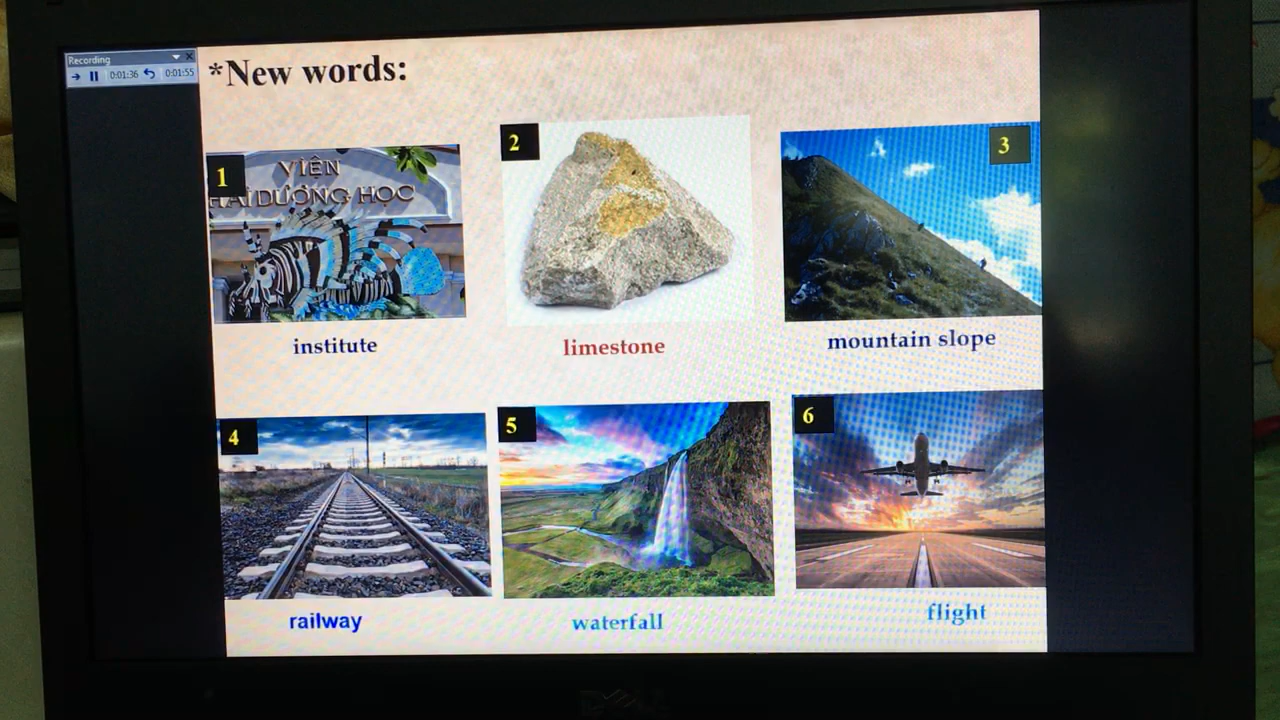 Recording
0:01:36 0:01:55
*New words:
1
VIỆN
HẢI DƯƠNG HỌC
2
3
institute
limestone
mountain slope
4
5
6
railway
waterfall
flight
DELL